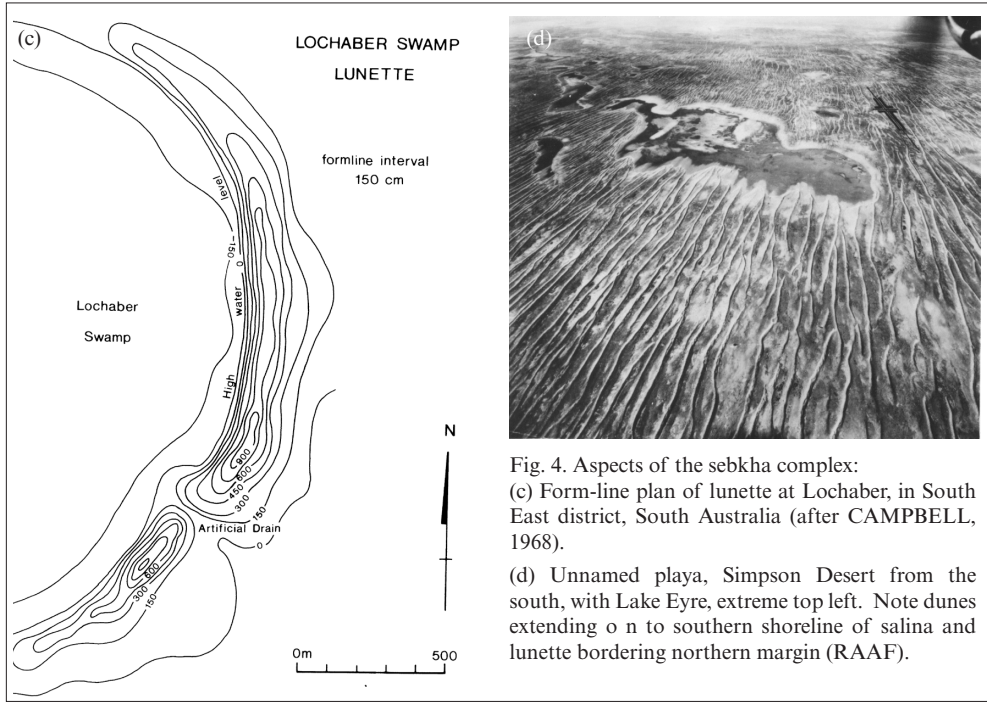 (c)
LOCHABER SWAMP
LUNETTE
formline interval
150 cm
level
-150
0
water
Lochaber
Swamp
High
900
600
450
300
150
Artificial Drain
0
600
300
150
N
0m 500
(d)
Fig. 4. Aspects of the sebkha complex:
(c) Form-line plan of lunette at Lochaber, in South
East district, South Australia (after CAMPBELL,
1968).
(d) Unnamed playa, Simpson Desert from the
south, with Lake Eyre, extreme top left. Note dunes
extending o n to southern shoreline of salina and
lunette bordering northern margin (RAAF).